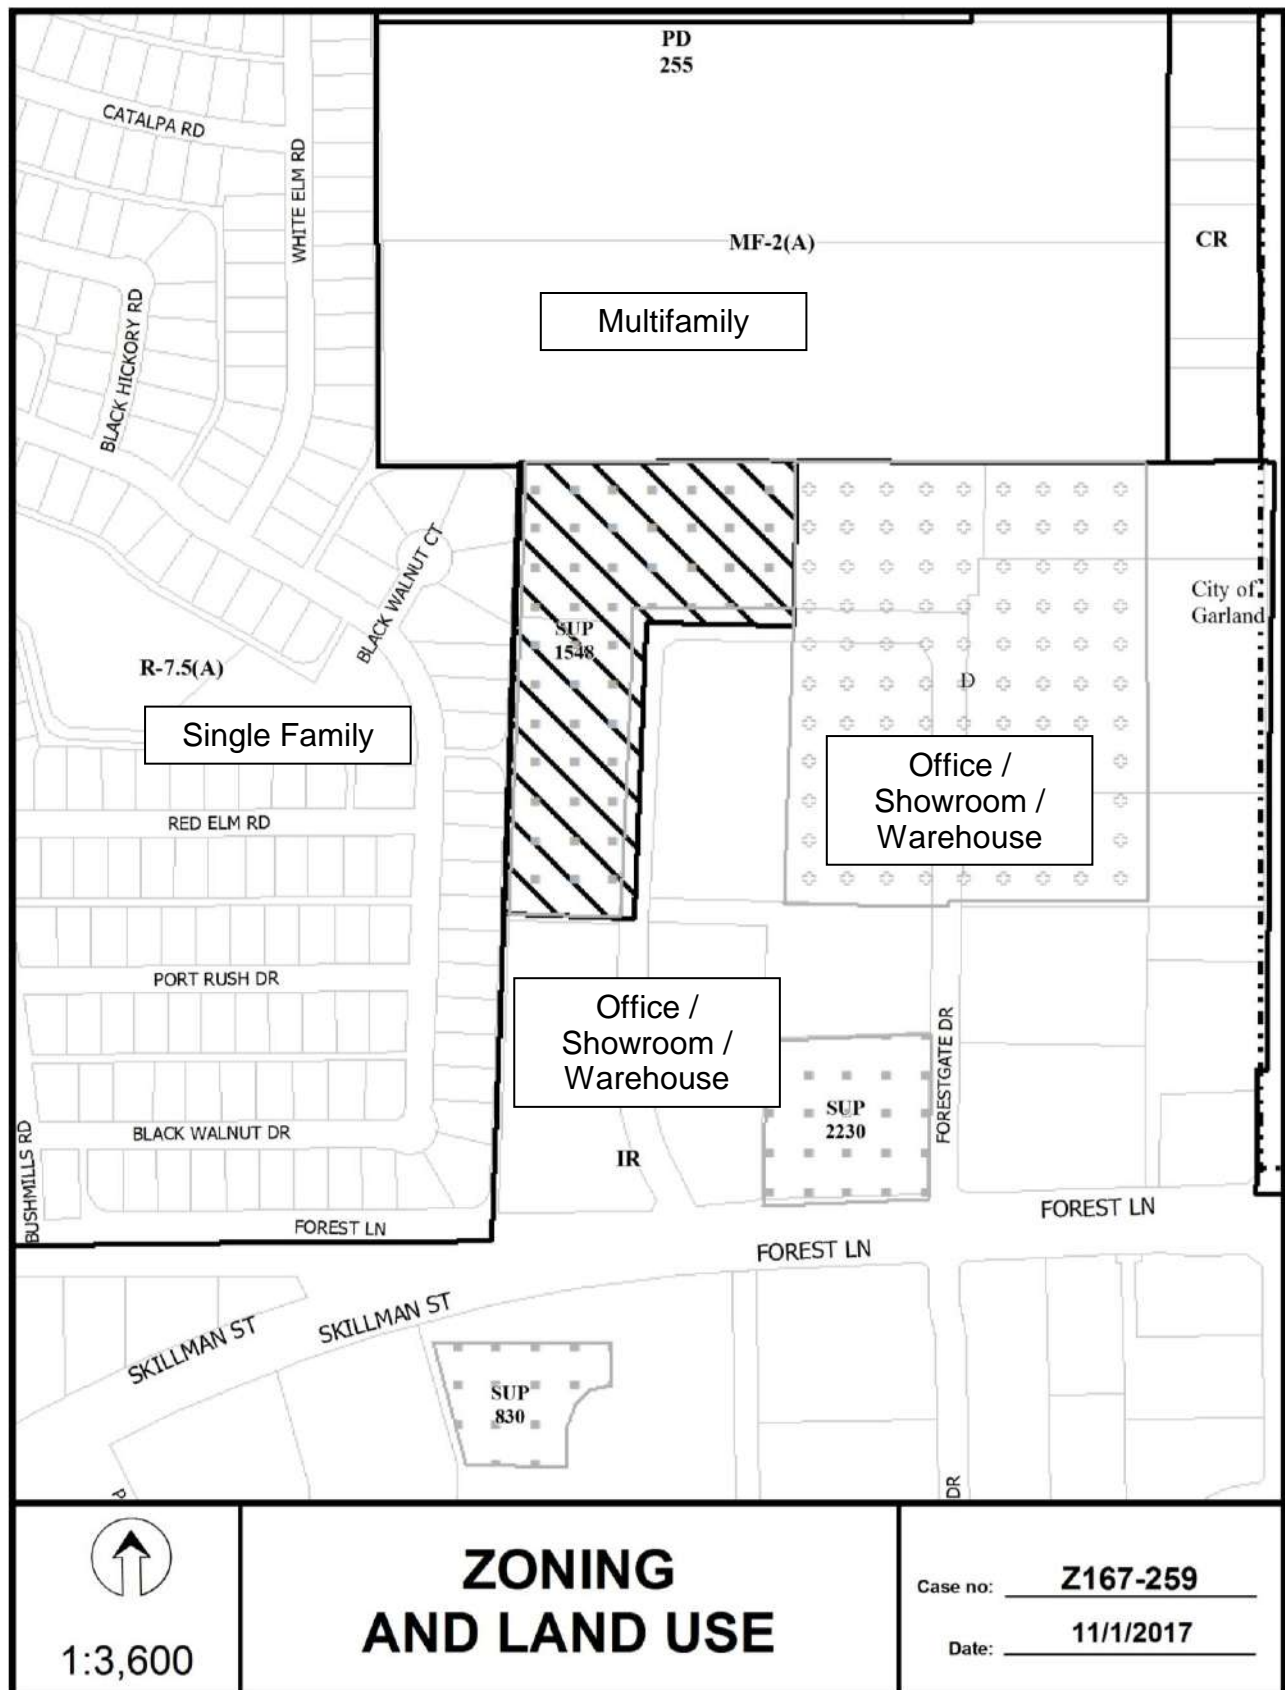 PD
255
CATALPA RD
WHITE ELM RD
MF-2(A)
CR
BLACK HICKORY RD
Multifamily
BLACK WALNUT CT
City of
Garland
SUP
1548
R-7.5(A)
D
Single Family
Office /
Showroom /
Warehouse
RED ELM RD
PORT RUSH DR
Office /
Showroom /
Warehouse
FORESTGATE DR
SUP
2230
BUSHMILLS RD
BLACK WALNUT DR
IR
FOREST LN
FOREST LN
FOREST LN
SKILLMAN ST
SKILLMAN ST
SUP
830
DR
1:3,600
ZONING
AND LAND USE
Case no: Z167-259
Date: 11/1/2017